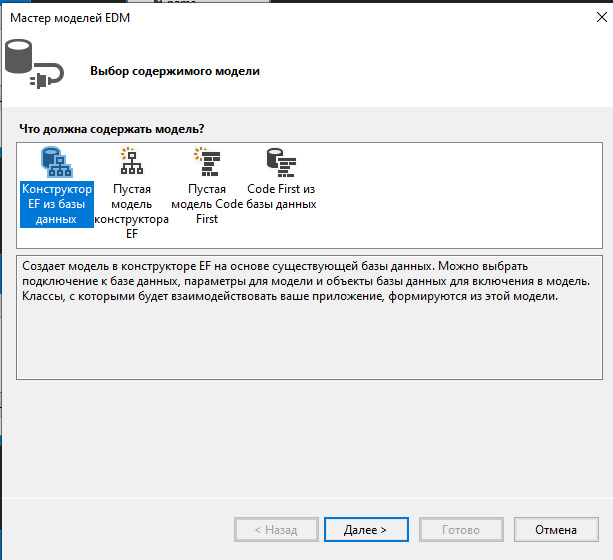 Мастер моделей EDM
Выбор содержимого модели
Что должна содержать модель?
Конструктор
EF из базы
данных
Пустая
модель
конструктора
EF
Пустая
модель Code
First
Code First из
базы данных
Создает модель в конструкторе EF на основе существующей базы данных. Можно выбрать
подключение к базе данных, параметры для модели и объекты базы данных для включения в модель.
Классы, с которыми будет взаимодействовать ваше приложение, формируются из этой модели.
< Назад
Далее >
Готово
Отмена